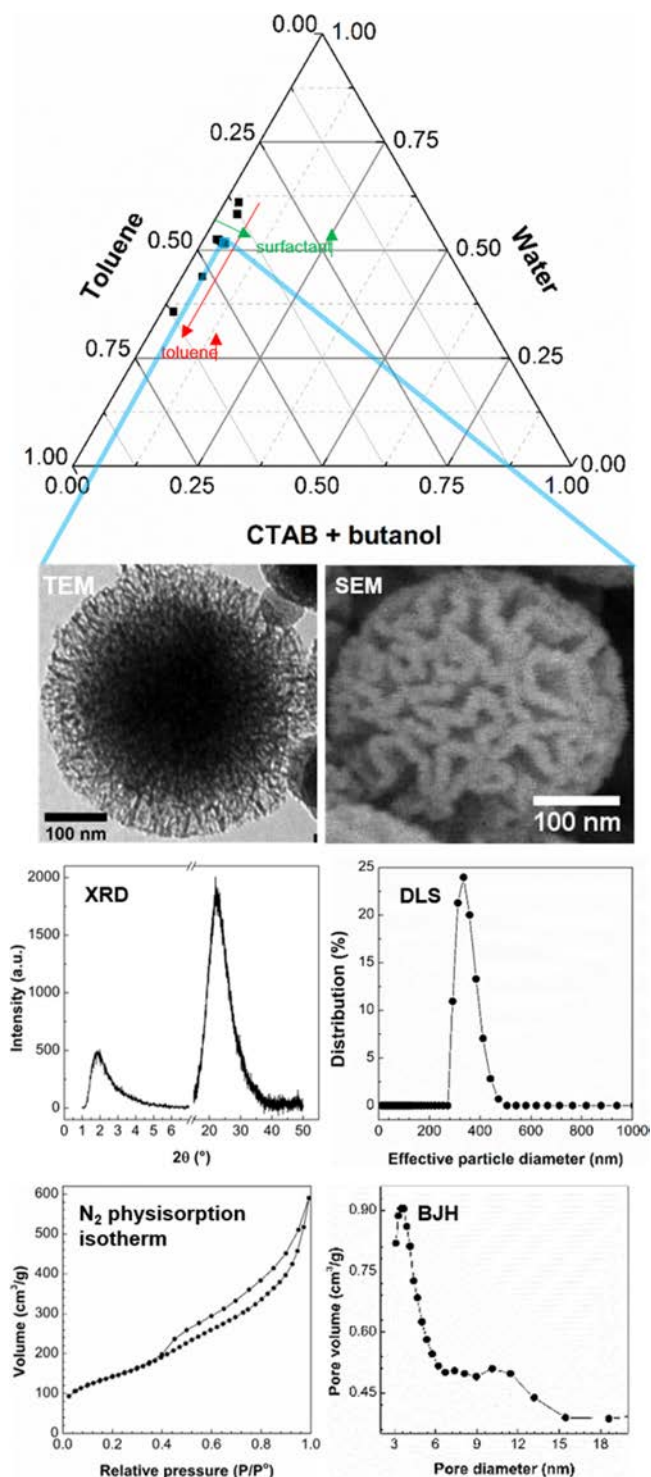 0.00 1.00
0.25 0.75
Toluene
Water
surfactant
0.50 0.50
toluene
0.75 0.25
1.00 0.00
0.00 0.25 0.50 0.75 1.00
CTAB + butanol
TEM
100 nm
SEM
100 nm
XRD
2000
1500
1000
500
0
Intensity (a.u.)
0 1 2 3 4 5 6 20 30 40 50
2θ (°)
DLS
25
20
15
10
5
0
Distribution (%)
0 200 400 600 800 1000
Effective particle diameter (nm)
N₂ physisorption
isotherm
600
500
400
300
200
100
0
Volume (cm³/g)
0.0 0.2 0.4 0.6 0.8 1.0
Relative pressure (P/P°)
BJH
0.90
0.75
0.60
0.45
Pore volume (cm³/g)
3 6 9 12 15 18
Pore diameter (nm)